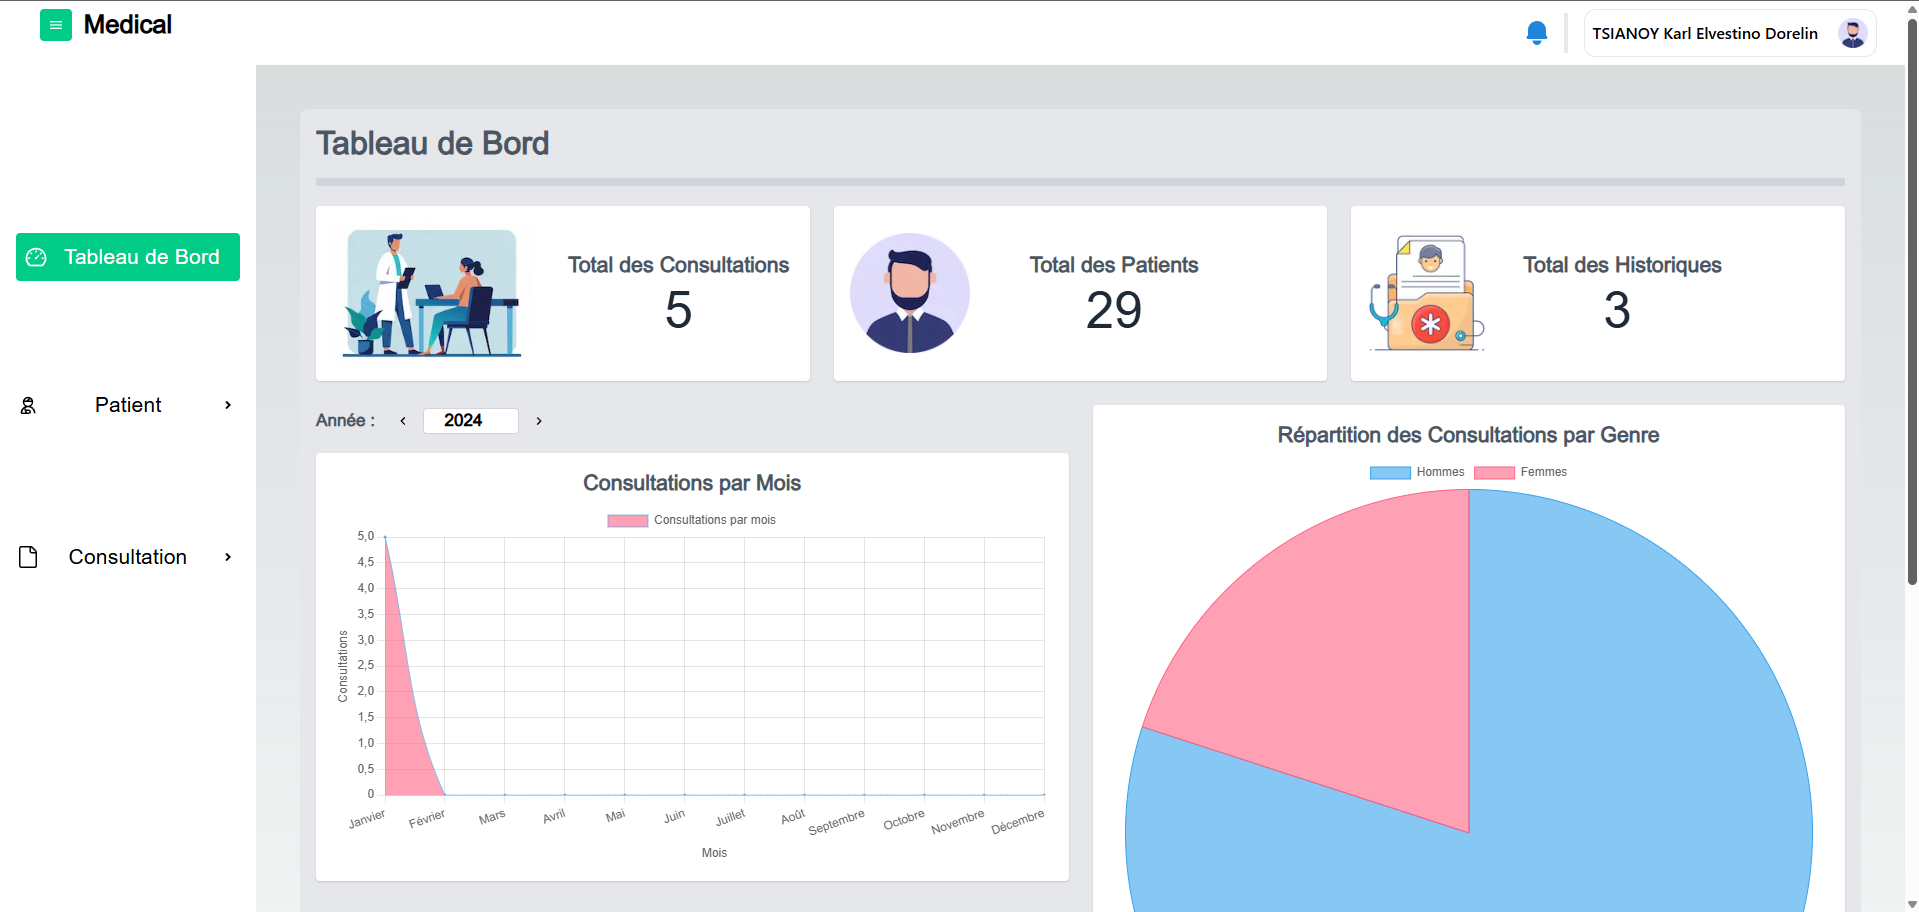 Medical
TSIANOY Karl Elvestino Dorelin
Tableau de Bord
Patient
Consultation
Tableau de Bord
Total des Consultations
5
Total des Patients
29
Total des Historiques
3
Année :
2024
Consultations par Mois
Consultations par mois
5,0
4,5
4,0
3,5
3,0
2,5
2,0
1,5
1,0
0,5
0
Consultations
Janvier
Février
Mars
Avril
Mai
Juin
Juillet
Août
Septembre
Octobre
Novembre
Décembre
Mois
Répartition des Consultations par Genre
Hommes
Femmes